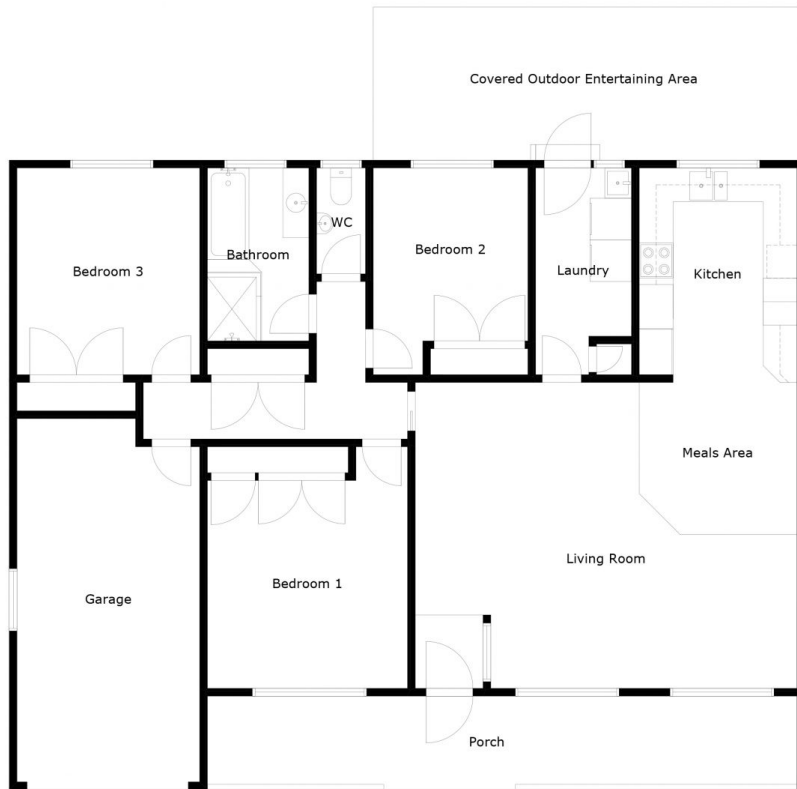 Covered Outdoor Entertaining Area
WC
Bedroom 2
Bathroom
Bedroom 3
Laundry
Kitchen
Meals Area
Living Room
Bedroom 1
Garage
Porch